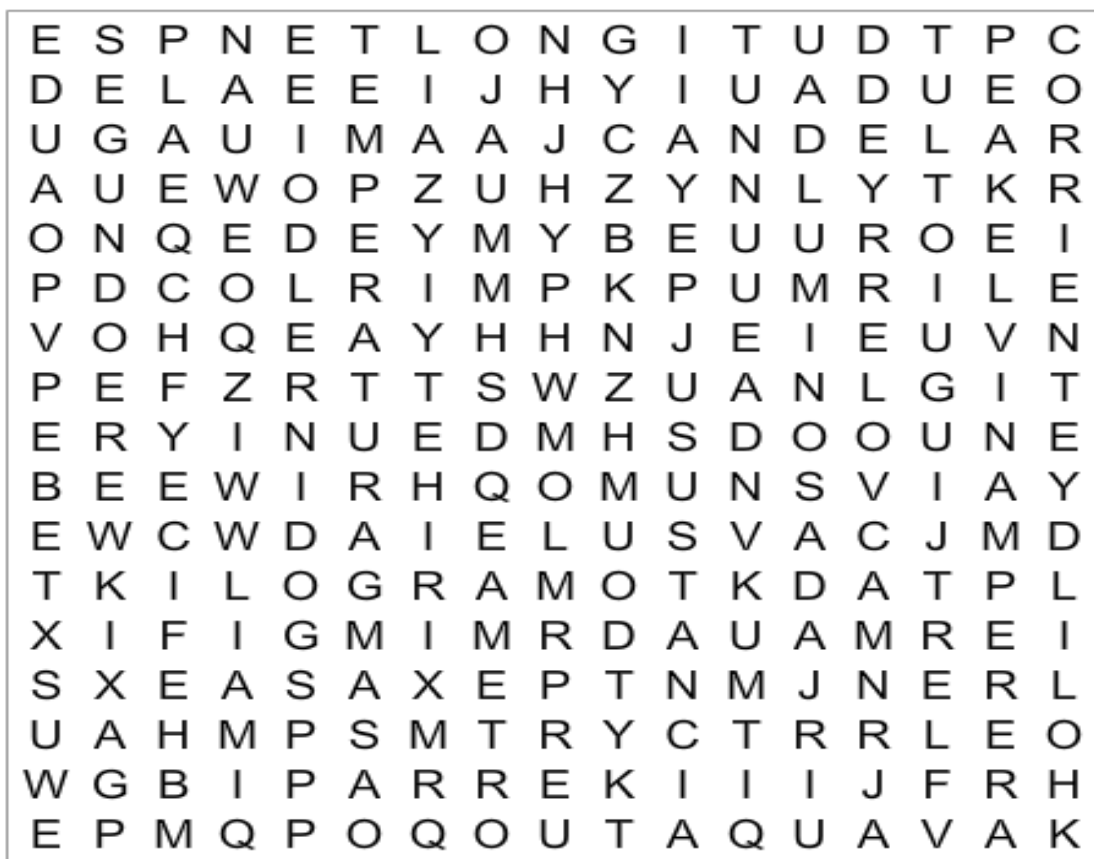 E S P N E T L O N G I T U D T P C
D E L A E E I J H Y I U A D U E O
U G A U I M A A J C A N D E L A R
A U E W O P Z U H Z Y N L Y T K R
O N Q E D E Y M Y B E U U R O E I
P D C O L R I M P K P U M R I L E
V O H Q E A Y H H N J E I E U V N
P E F Z R T T S W Z U A N L G I T
E R Y I N U E D M H S D O O U N E
B E E W I R H Q O M U N S V I A Y
E W C W D A I E L U S V A C J M D
T K I L O G R A M O T K D A T P L
X I F I G M I M R D A U A M R E I
S X E A S A X E P T N M J N E R L
U A H M P S M T R Y C T R R L E O
W G B I P A R R E K I I I J F R H
E P M Q P O Q O U T A Q U A V A K